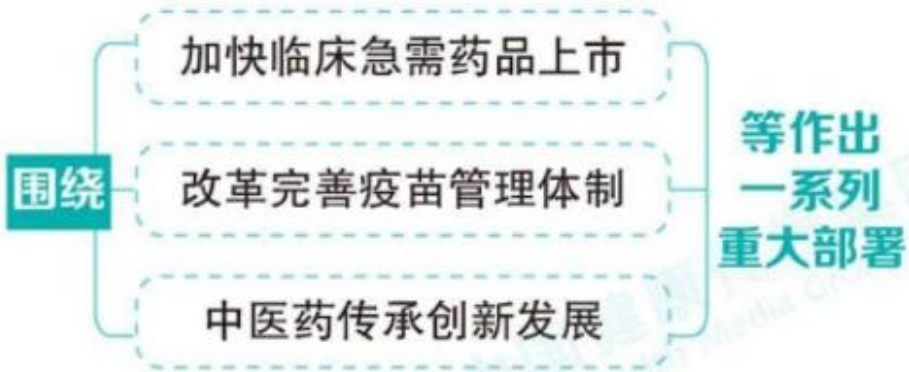 围绕
加快临床急需药品上市
改革完善疫苗管理体制
中医药传承创新发展
等作出
一系列
重大部署